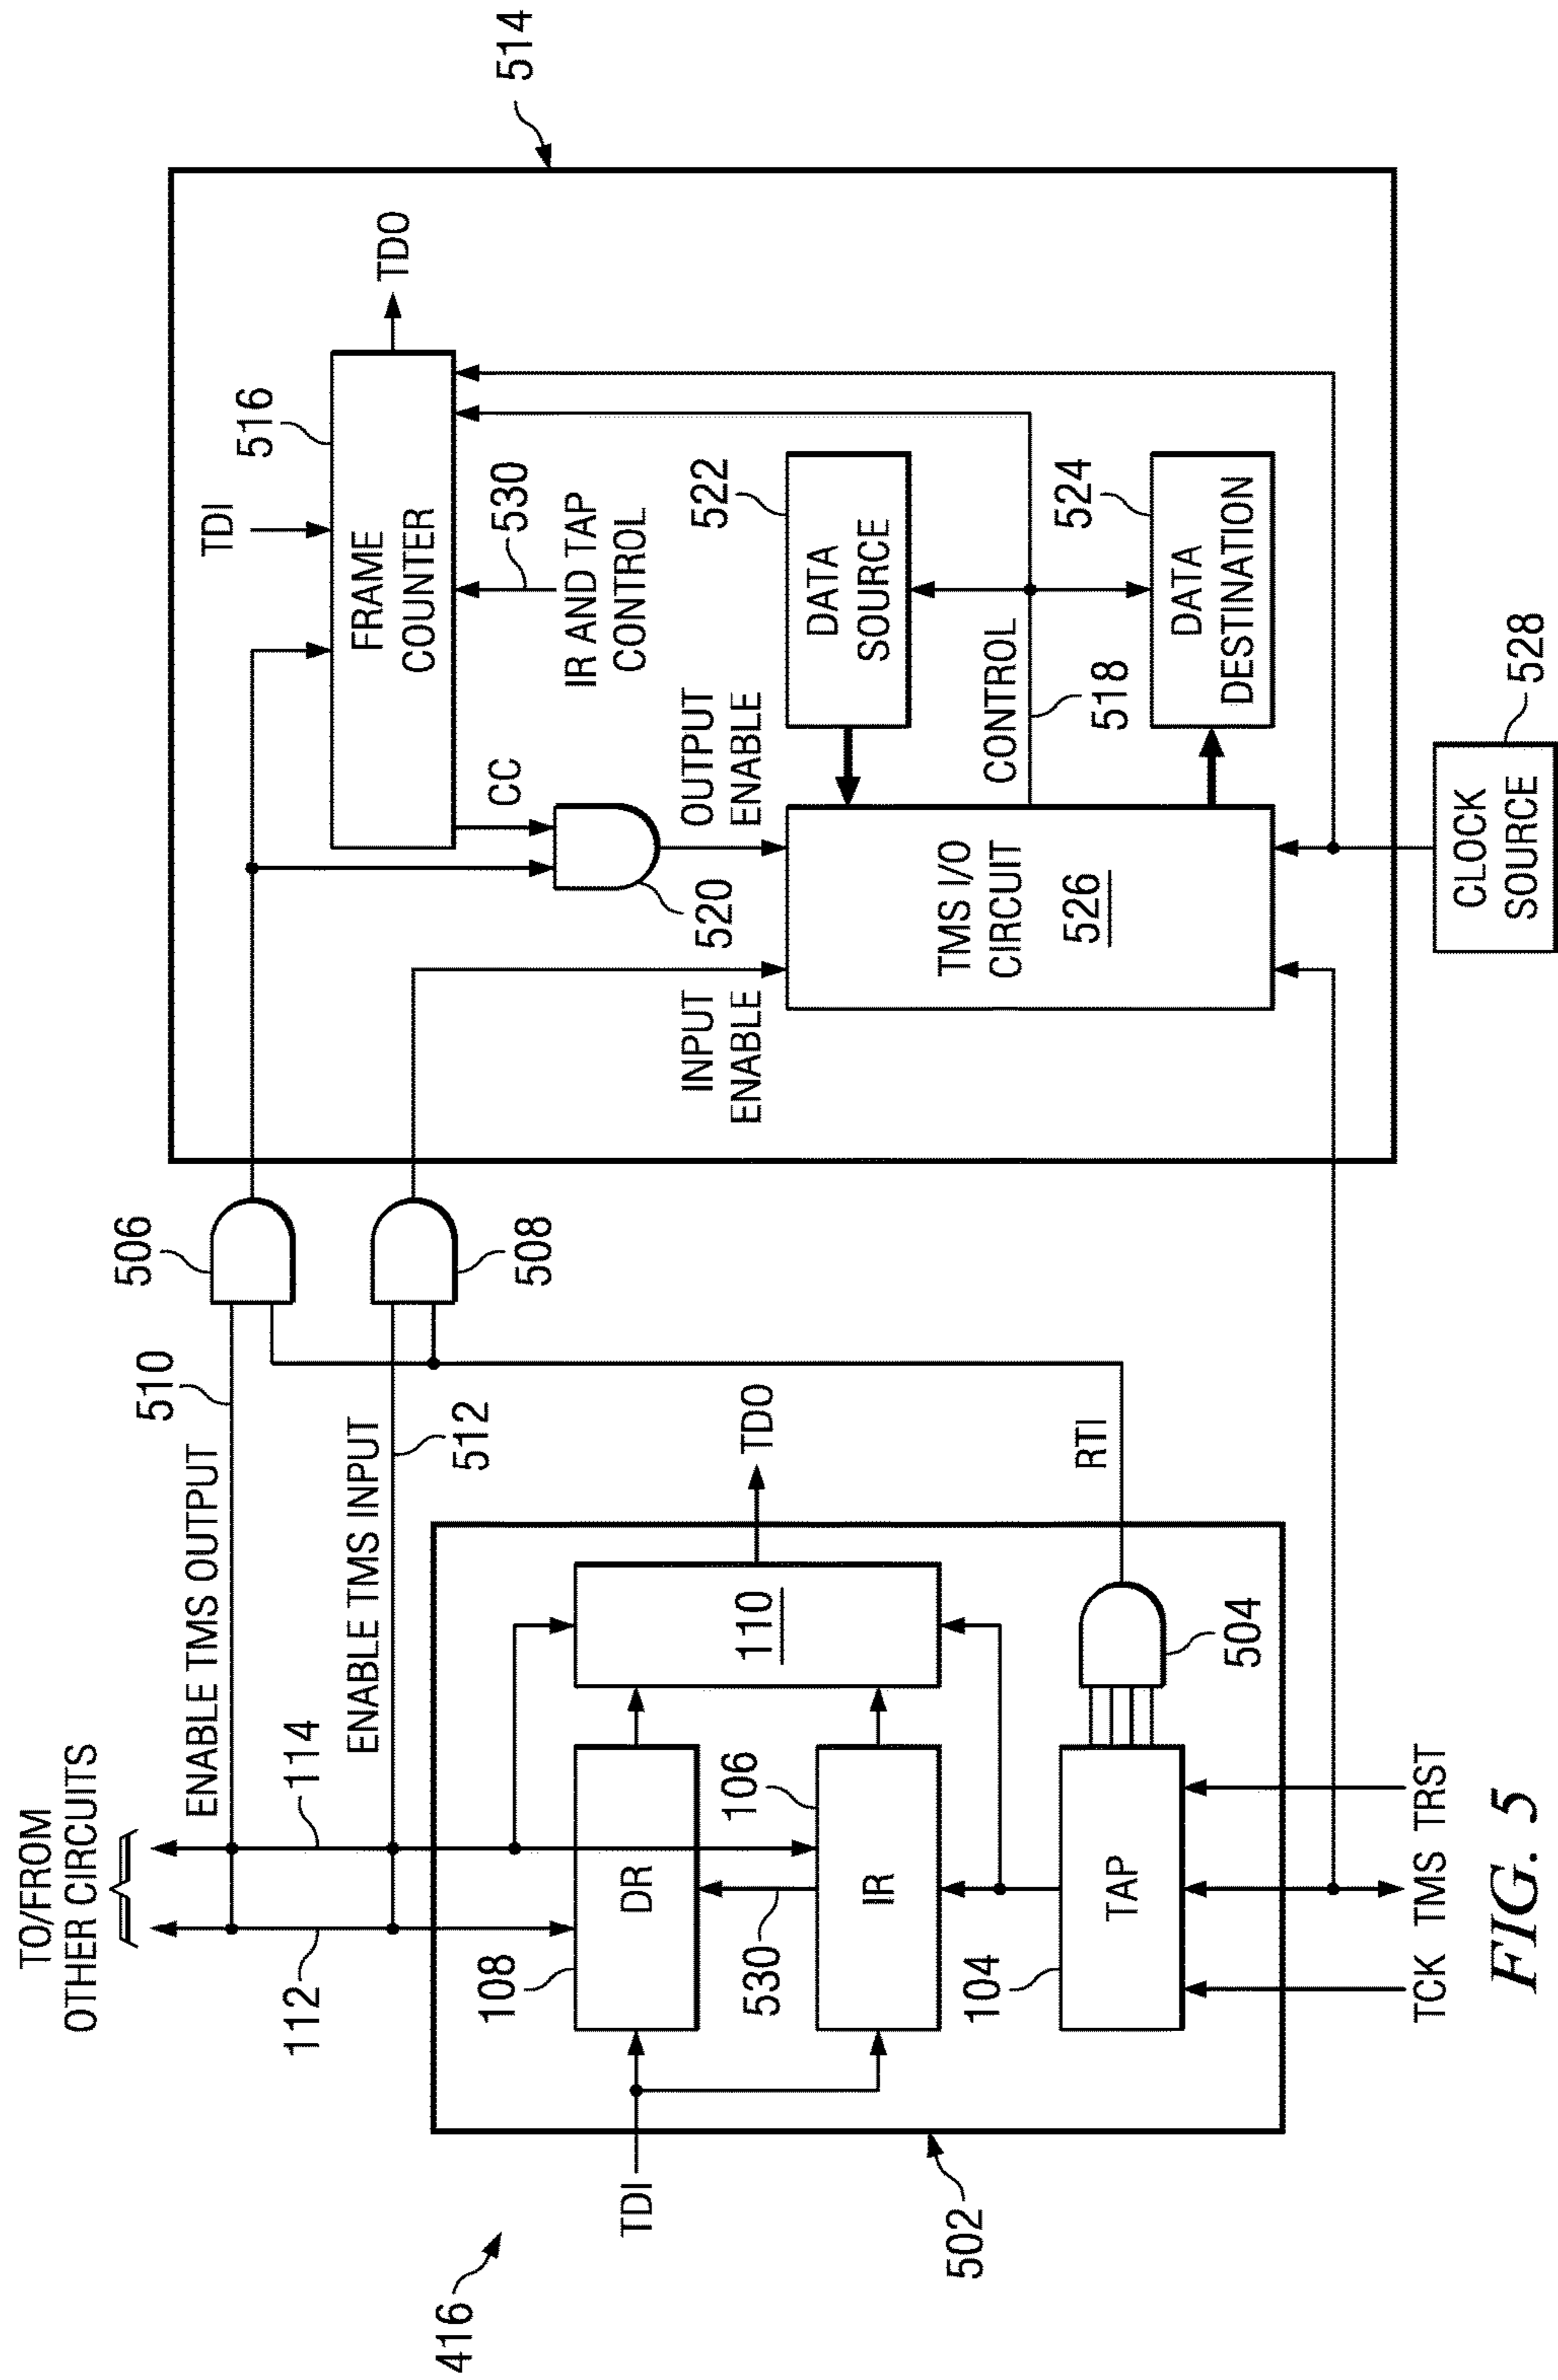 TO/FROM
OTHER CIRCUITS
112
114
ENABLE TMS OUTPUT
510
506
ENABLE TMS INPUT
512
508
514
416
502
TDI
108
DR
530
106
IR
104
TAP
110
TDO
504
RTI
TCK
TMS
TRST
TDI
516
FRAME
COUNTER
TDO
CC
530
IR AND TAP
CONTROL
520
INPUT
ENABLE
OUTPUT
ENABLE
522
DATA
SOURCE
TMS I/O
CIRCUIT
526
CONTROL
518
524
DATA
DESTINATION
CLOCK
SOURCE
528
FIG. 5